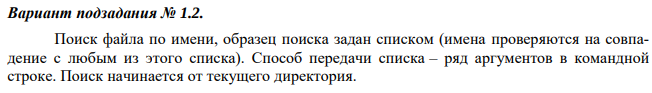 Вариант подзадания № 1.2.
Поиск файла по имени, образец поиска задан списком (имена проверяются на совпа-
дение с любым из этого списка). Способ передачи списка – ряд аргументов в командной
строке. Поиск начинается от текущего директория.